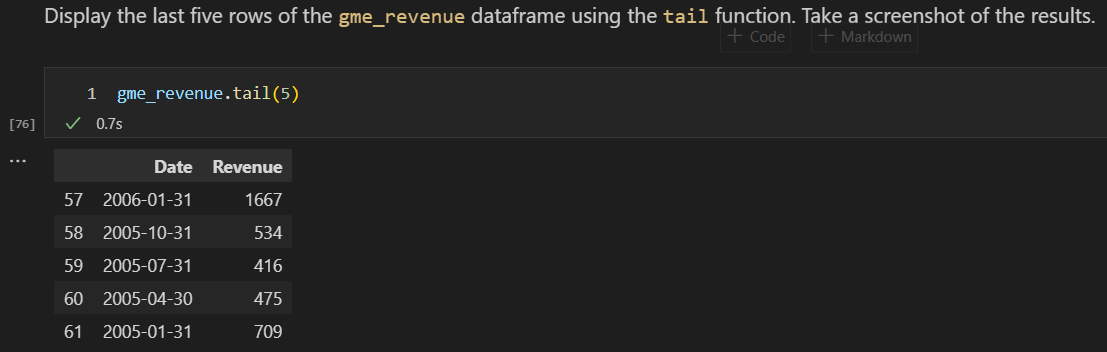 Display the last five rows of the gme_revenue dataframe using the tail function. Take a screenshot of the results.
+ Code + Markdown
1 gme_revenue.tail(5)
[76] ✓ 0.7s
...
Date Revenue
57 2006-01-31 1667
58 2005-10-31 534
59 2005-07-31 416
60 2005-04-30 475
61 2005-01-31 709